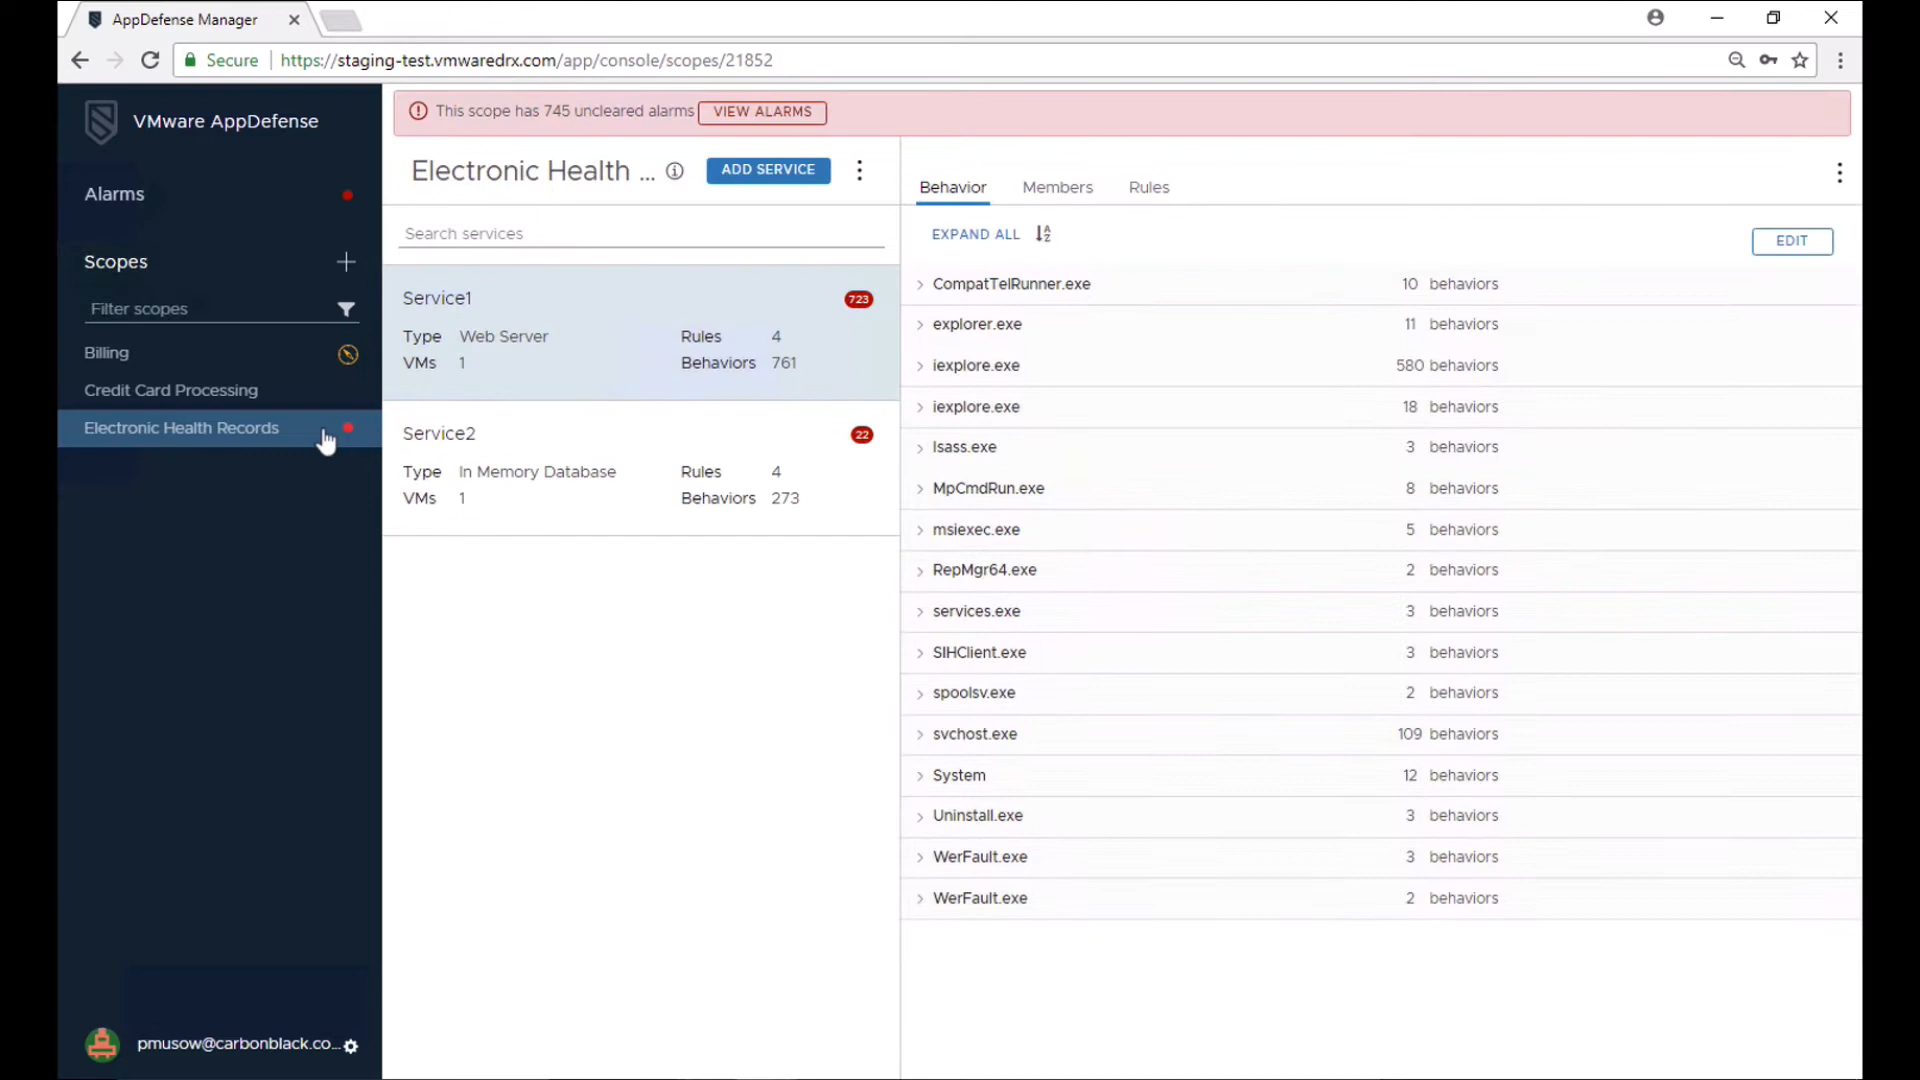 AppDefense Manager
Secure https://staging-test.vmwaredrx.com/app/console/scopes/21852
VMware AppDefense
Alarms
Scopes
Filter scopes
Billing
Credit Card Processing
Electronic Health Records
pmusow@carbonblack.co...
This scope has 745 uncleared alarms VIEW ALARMS
Electronic Health ... ADD SERVICE
Search services
Service1 723
Type Web Server Rules 4
VMs 1 Behaviors 761
Service2 22
Type In Memory Database Rules 4
VMs 1 Behaviors 273
Behavior Members Rules
EXPAND ALL EDIT
CompatTelRunner.exe 10 behaviors
explorer.exe 11 behaviors
iexplore.exe 580 behaviors
iexplore.exe 18 behaviors
lsass.exe 3 behaviors
MpCmdRun.exe 8 behaviors
msiexec.exe 5 behaviors
RepMgr64.exe 2 behaviors
services.exe 3 behaviors
SIHClient.exe 3 behaviors
spoolsv.exe 2 behaviors
svchost.exe 109 behaviors
System 12 behaviors
Uninstall.exe 3 behaviors
WerFault.exe 3 behaviors
WerFault.exe 2 behaviors